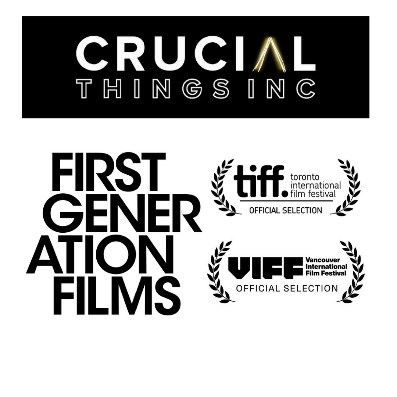 CRUCIAL
THINGS INC
FIRST
GENER
ATION
FILMS
tiff. toronto
international
film festival
OFFICIAL SELECTION
VIFF Vancouver
International
Film Festival
OFFICIAL SELECTION